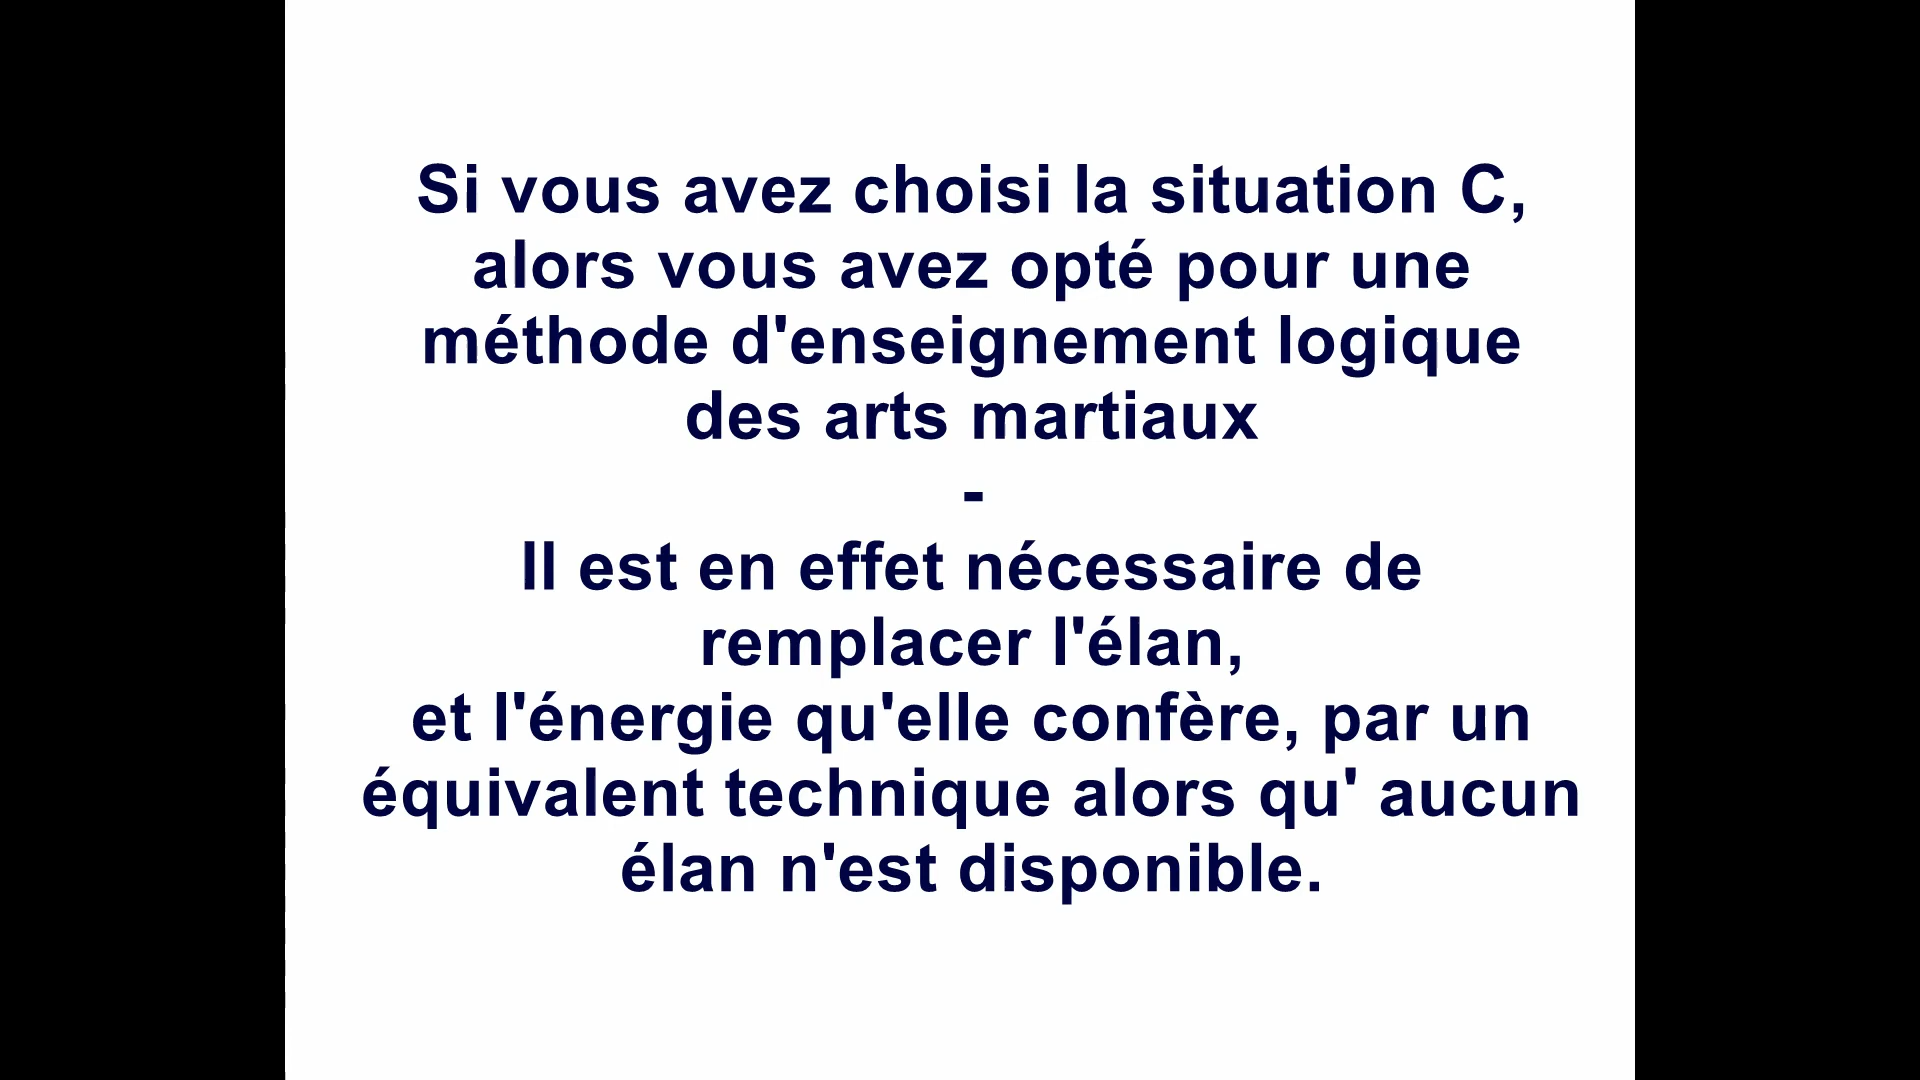 Si vous avez choisi la situation C,
alors vous avez opté pour une
méthode d'enseignement logique
des arts martiaux
-
Il est en effet nécessaire de
remplacer l'élan,
et l'énergie qu'elle confère, par un
équivalent technique alors qu' aucun
élan n'est disponible.